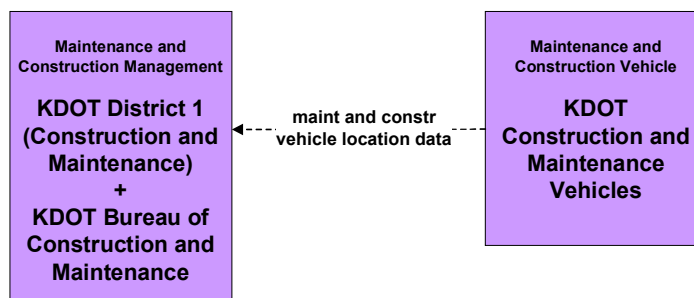 Maintenance and
Construction Management
KDOT District 1
(Construction and
Maintenance)
+
KDOT Bureau of
Construction and
Maintenance
maint and constr
vehicle location data
Maintenance and
Construction Vehicle
KDOT
Construction and
Maintenance
Vehicles